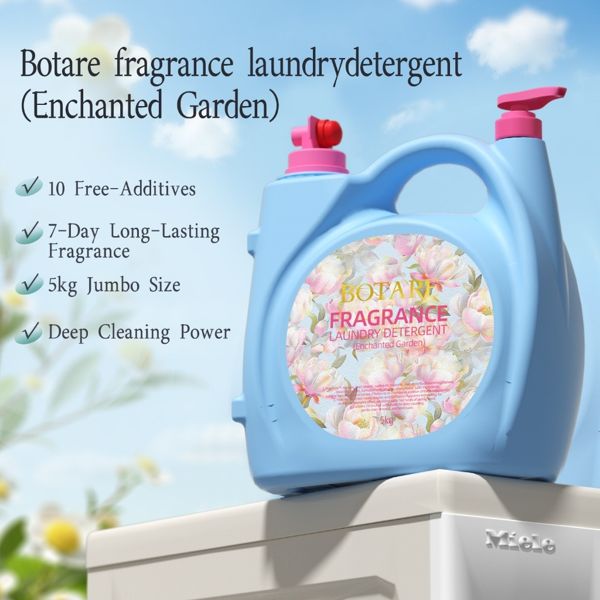 Botare fragrance laundrydetergent
(Enchanted Garden)
10 Free-Additives
7-Day Long-Lasting
Fragrance
5kg Jumbo Size
Deep Cleaning Power
BOTARE
FRAGRANCE
LAUNDRY DETERGENT
(Enchanted Garden)
5kg
Miele